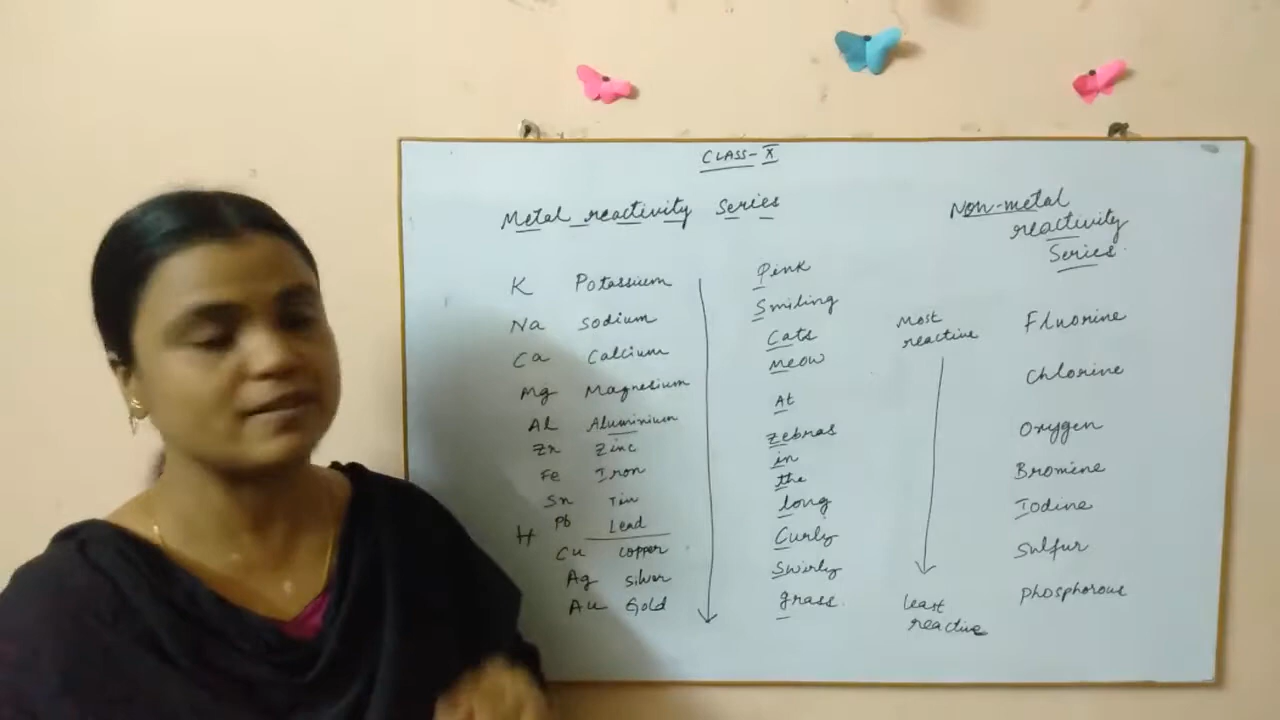 CLASS-X
Metal reactivity Series
K Potassium
Na Sodium
Ca Calcium
Mg Magnesium
Al Aluminium
Zn Zinc
Fe Iron
Sn Tin
Pb Lead
H
Cu Copper
Ag Silver
Au Gold
Pink
Smiling
Cats
meow
At
Zebras
in
the
long
Curly
Swirly
grass.
Non-metal
reactivity
Series.
Most
reactive
least
reactive
Fluorine
Chlorine
Oxygen
Bromine
Iodine
Sulfur
Phosphorous